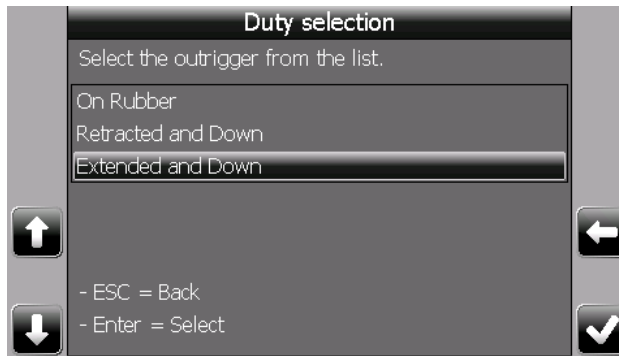 Duty selection
Select the outrigger from the list.
On Rubber
Retracted and Down
Extended and Down
- ESC = Back
- Enter = Select